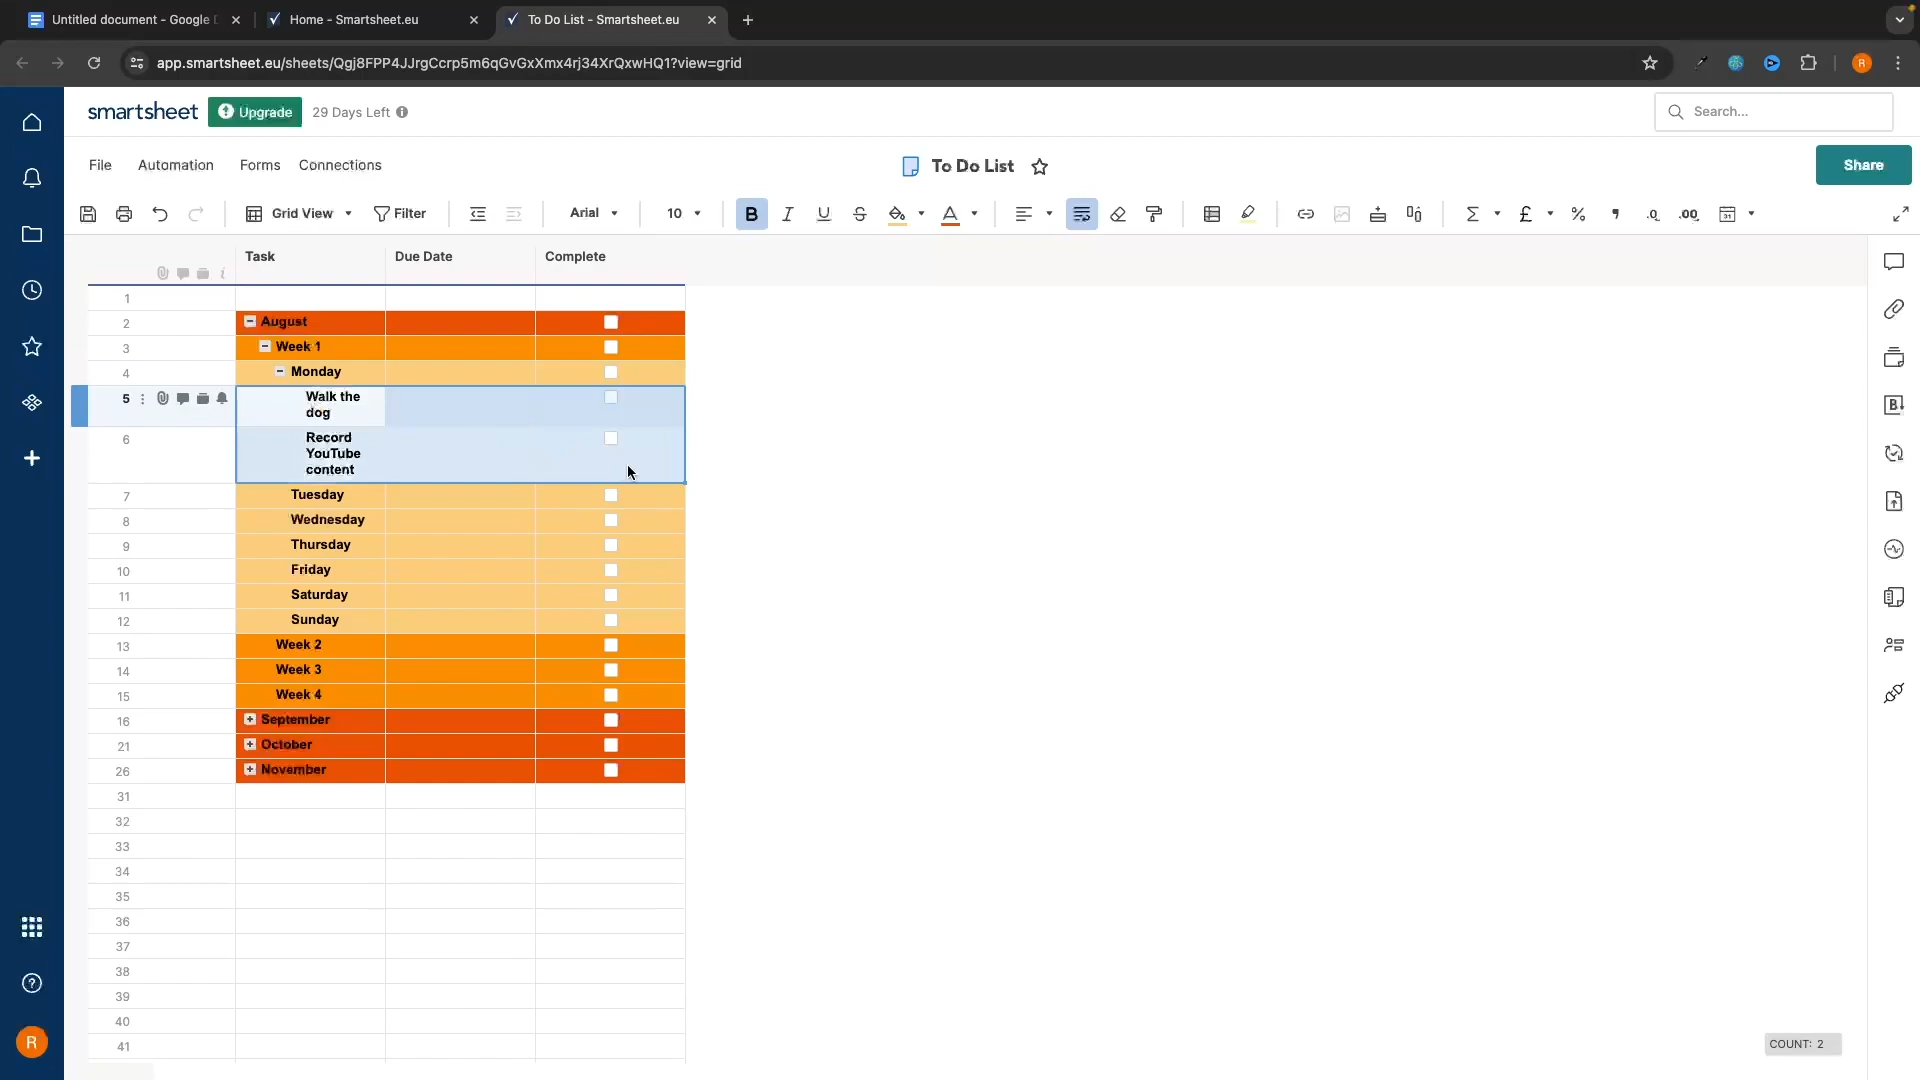 Untitled document - Google D
Home - Smartsheet.eu
To Do List - Smartsheet.eu
app.smartsheet.eu/sheets/Qgj8FPP4JJrgCcrp5m6qGvGxXmx4rj34XrQxwHQ1?view=grid
R
smartsheet
Upgrade
29 Days Left
Search...
File
Automation
Forms
Connections
To Do List
Share
Grid View
Filter
Arial
10
B
I
U
S
A
Σ
£
%
.0
.00
31
Task
Due Date
Complete
1
2 August
3 Week 1
4 Monday
5 Walk the
dog
6 Record
YouTube
content
7 Tuesday
8 Wednesday
9 Thursday
10 Friday
11 Saturday
12 Sunday
13 Week 2
14 Week 3
15 Week 4
16 September
21 October
26 November
31
32
33
34
35
36
37
38
39
40
41
R
COUNT: 2